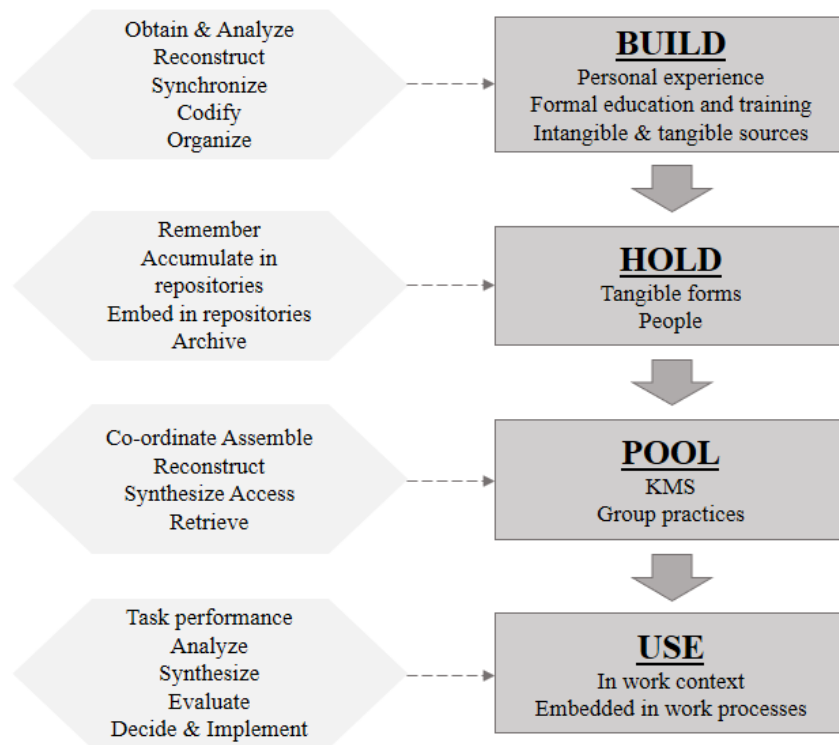 Obtain & Analyze
Reconstruct
Synchronize
Codify
Organize
BUILD
Personal experience
Formal education and training
Intangible & tangible sources
Remember
Accumulate in
repositories
Embed in repositories
Archive
HOLD
Tangible forms
People
Co-ordinate Assemble
Reconstruct
Synthesize Access
Retrieve
POOL
KMS
Group practices
Task performance
Analyze
Synthesize
Evaluate
Decide & Implement
USE
In work context
Embedded in work processes